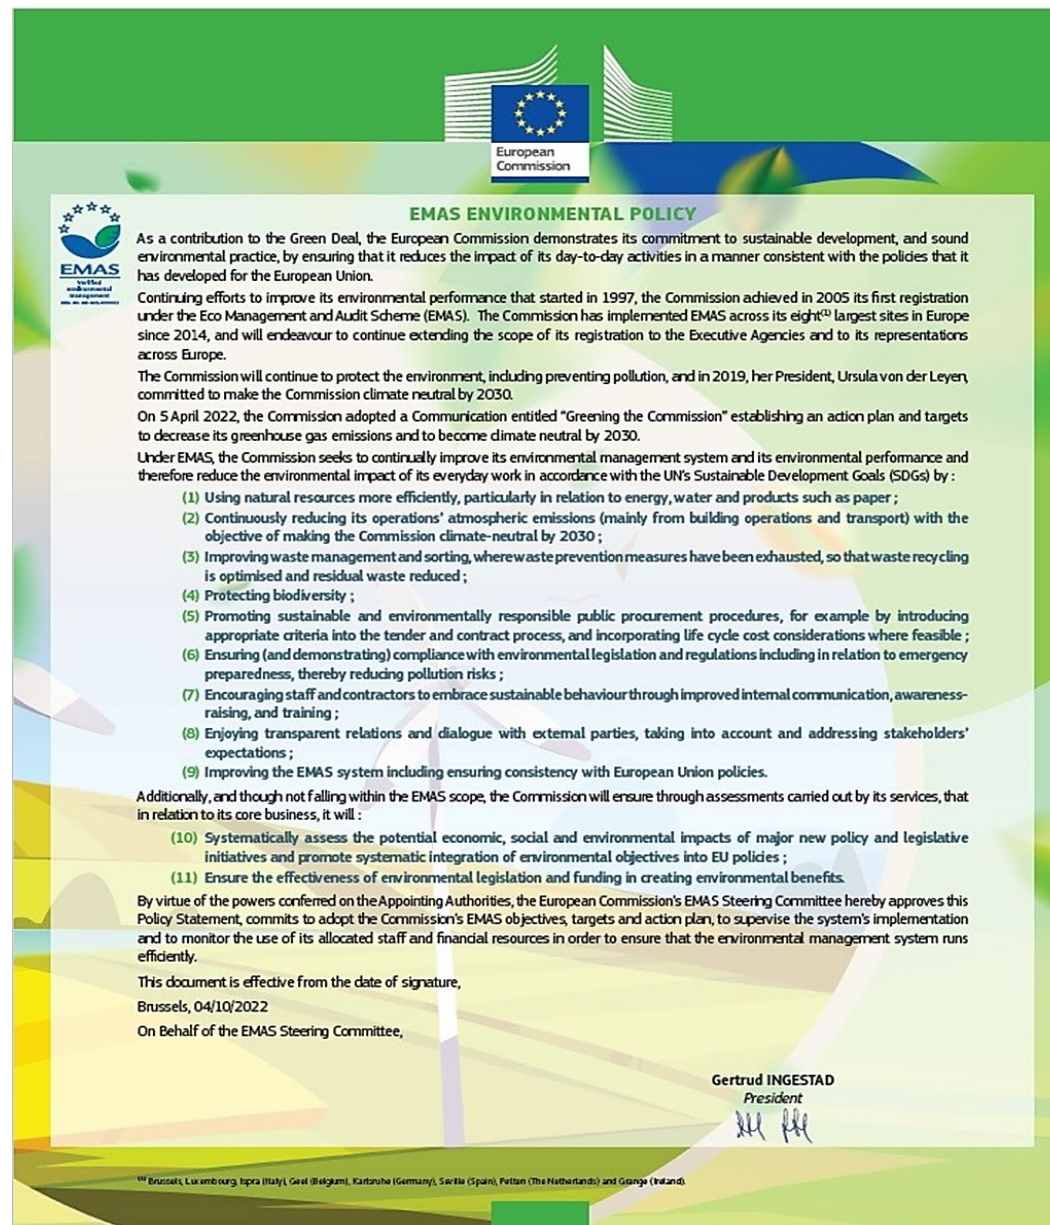 European
Commission
EMAS
Verified
environmental
management
EMAS ENVIRONMENTAL POLICY
As a contribution to the Green Deal, the European Commission demonstrates its commitment to sustainable development, and sound
environmental practice, by ensuring that it reduces the impact of its day-to-day activities in a manner consistent with the policies that it
has developed for the European Union.
Continuing efforts to improve its environmental performance that started in 1997, the Commission achieved in 2005 its first registration
under the Eco Management and Audit Scheme (EMAS). The Commission has implemented EMAS across its eight⁽¹⁾ largest sites in Europe
since 2014, and will endeavour to continue extending the scope of its registration to the Executive Agencies and to its representations
across Europe.
The Commission will continue to protect the environment, including preventing pollution, and in 2019, her President, Ursula von der Leyen,
committed to make the Commission climate neutral by 2030.
On 5 April 2022, the Commission adopted a Communication entitled "Greening the Commission" establishing an action plan and targets
to decrease its greenhouse gas emissions and to become climate neutral by 2030.
Under EMAS, the Commission seeks to continually improve its environmental management system and its environmental performance and
therefore reduce the environmental impact of its everyday work in accordance with the UN's Sustainable Development Goals (SDGs) by :
(1) Using natural resources more efficiently, particularly in relation to energy, water and products such as paper ;
(2) Continuously reducing its operations' atmospheric emissions (mainly from building operations and transport) with the
objective of making the Commission climate-neutral by 2030 ;
(3) Improving waste management and sorting, where waste prevention measures have been exhausted, so that waste recycling
is optimised and residual waste reduced ;
(4) Protecting biodiversity ;
(5) Promoting sustainable and environmentally responsible public procurement procedures, for example by introducing
appropriate criteria into the tender and contract process, and incorporating life cycle cost considerations where feasible ;
(6) Ensuring (and demonstrating) compliance with environmental legislation and regulations including in relation to emergency
preparedness, thereby reducing pollution risks ;
(7) Encouraging staff and contractors to embrace sustainable behaviour through improved internal communication, awareness-
raising, and training ;
(8) Enjoying transparent relations and dialogue with external parties, taking into account and addressing stakeholders'
expectations ;
(9) Improving the EMAS system including ensuring consistency with European Union policies.
Additionally, and though not falling within the EMAS scope, the Commission will ensure through assessments carried out by its services, that
in relation to its core business, it will :
(10) Systematically assess the potential economic, social and environmental impacts of major new policy and legislative
initiatives and promote systematic integration of environmental objectives into EU policies ;
(11) Ensure the effectiveness of environmental legislation and funding in creating environmental benefits.
By virtue of the powers conferred on the Appointing Authorities, the European Commission's EMAS Steering Committee hereby approves this
Policy Statement, commits to adopt the Commission's EMAS objectives, targets and action plan, to supervise the system's implementation
and to monitor the use of its allocated staff and financial resources in order to ensure that the environmental management system runs
efficiently.
This document is effective from the date of signature,
Brussels, 04/10/2022
On Behalf of the EMAS Steering Committee,
Gertrud INGESTAD
President
⁽¹⁾ Brussels, Luxembourg, Ispra (Italy), Geel (Belgium), Karlsruhe (Germany), Seville (Spain), Petten (The Netherlands) and Grange (Ireland).